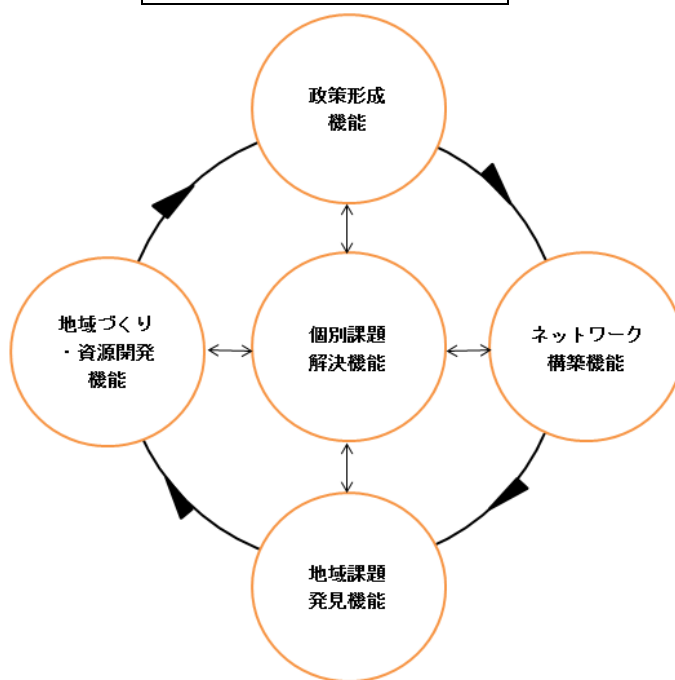 政策形成
機能
地域づくり
・資源開発
機能
個別課題
解決機能
ネットワーク
構築機能
地域課題
発見機能